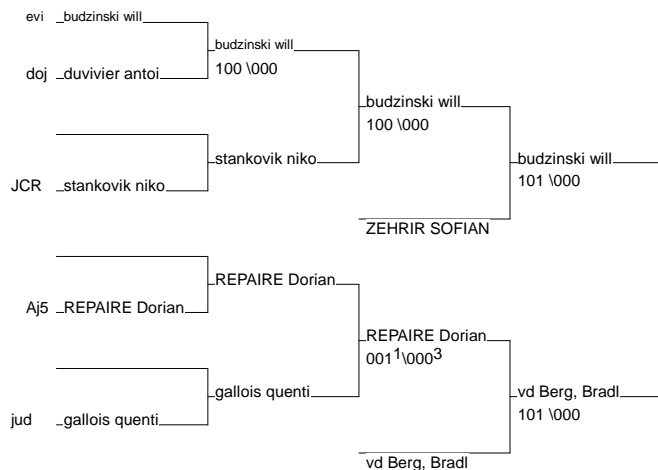 evi budzinski will
budzinski will
100 \000
doj duvivier antoi
budzinski will
100 \000
stankovik niko
budzinski will
101 \000
JCR stankovik niko
ZEHRIR SOFIAN
REPAIRE Dorian
Aj5 REPAIRE Dorian
REPAIRE Dorian
001¹\000³
gallois quenti
vd Berg, Bradl
101 \000
jud gallois quenti
vd Berg, Bradl